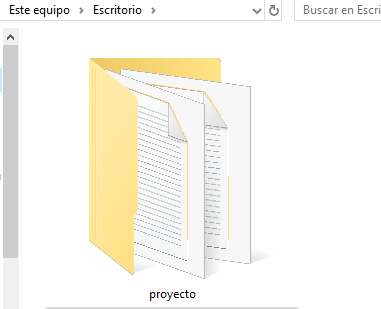 Este equipo > Escritorio >
Buscar en Escri
proyecto